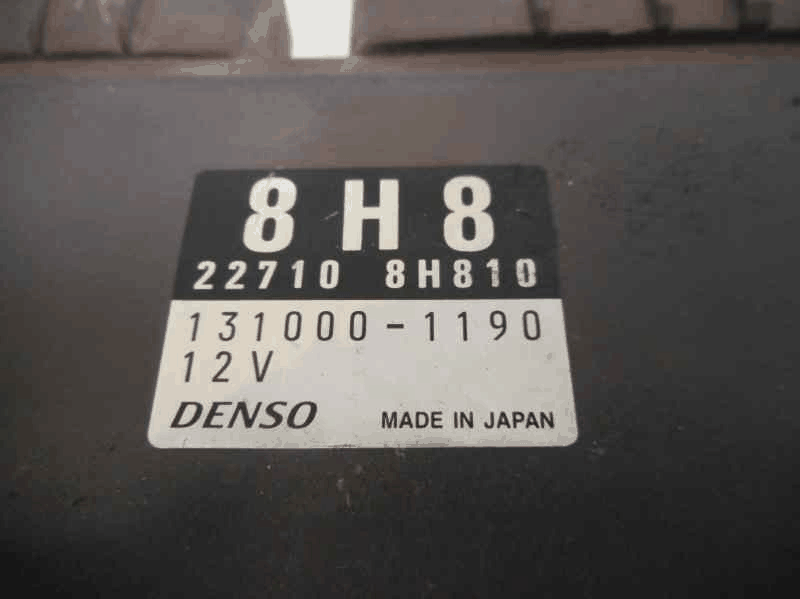 8H8
22710 8H810
131000-1190
12V
DENSO MADE IN JAPAN